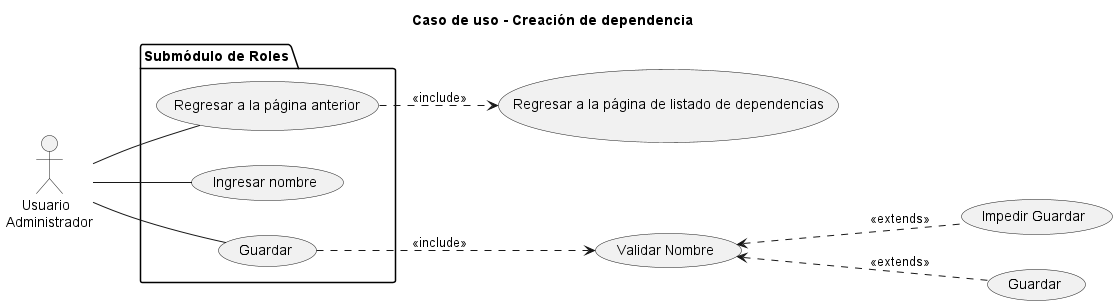 Caso de uso - Creación de dependencia
Submódulo de Roles
Regresar a la página anterior
«include»
Regresar a la página de listado de dependencias
Usuario
Administrador
Ingresar nombre
Guardar
«include»
Validar Nombre
«extends»
Impedir Guardar
«extends»
Guardar